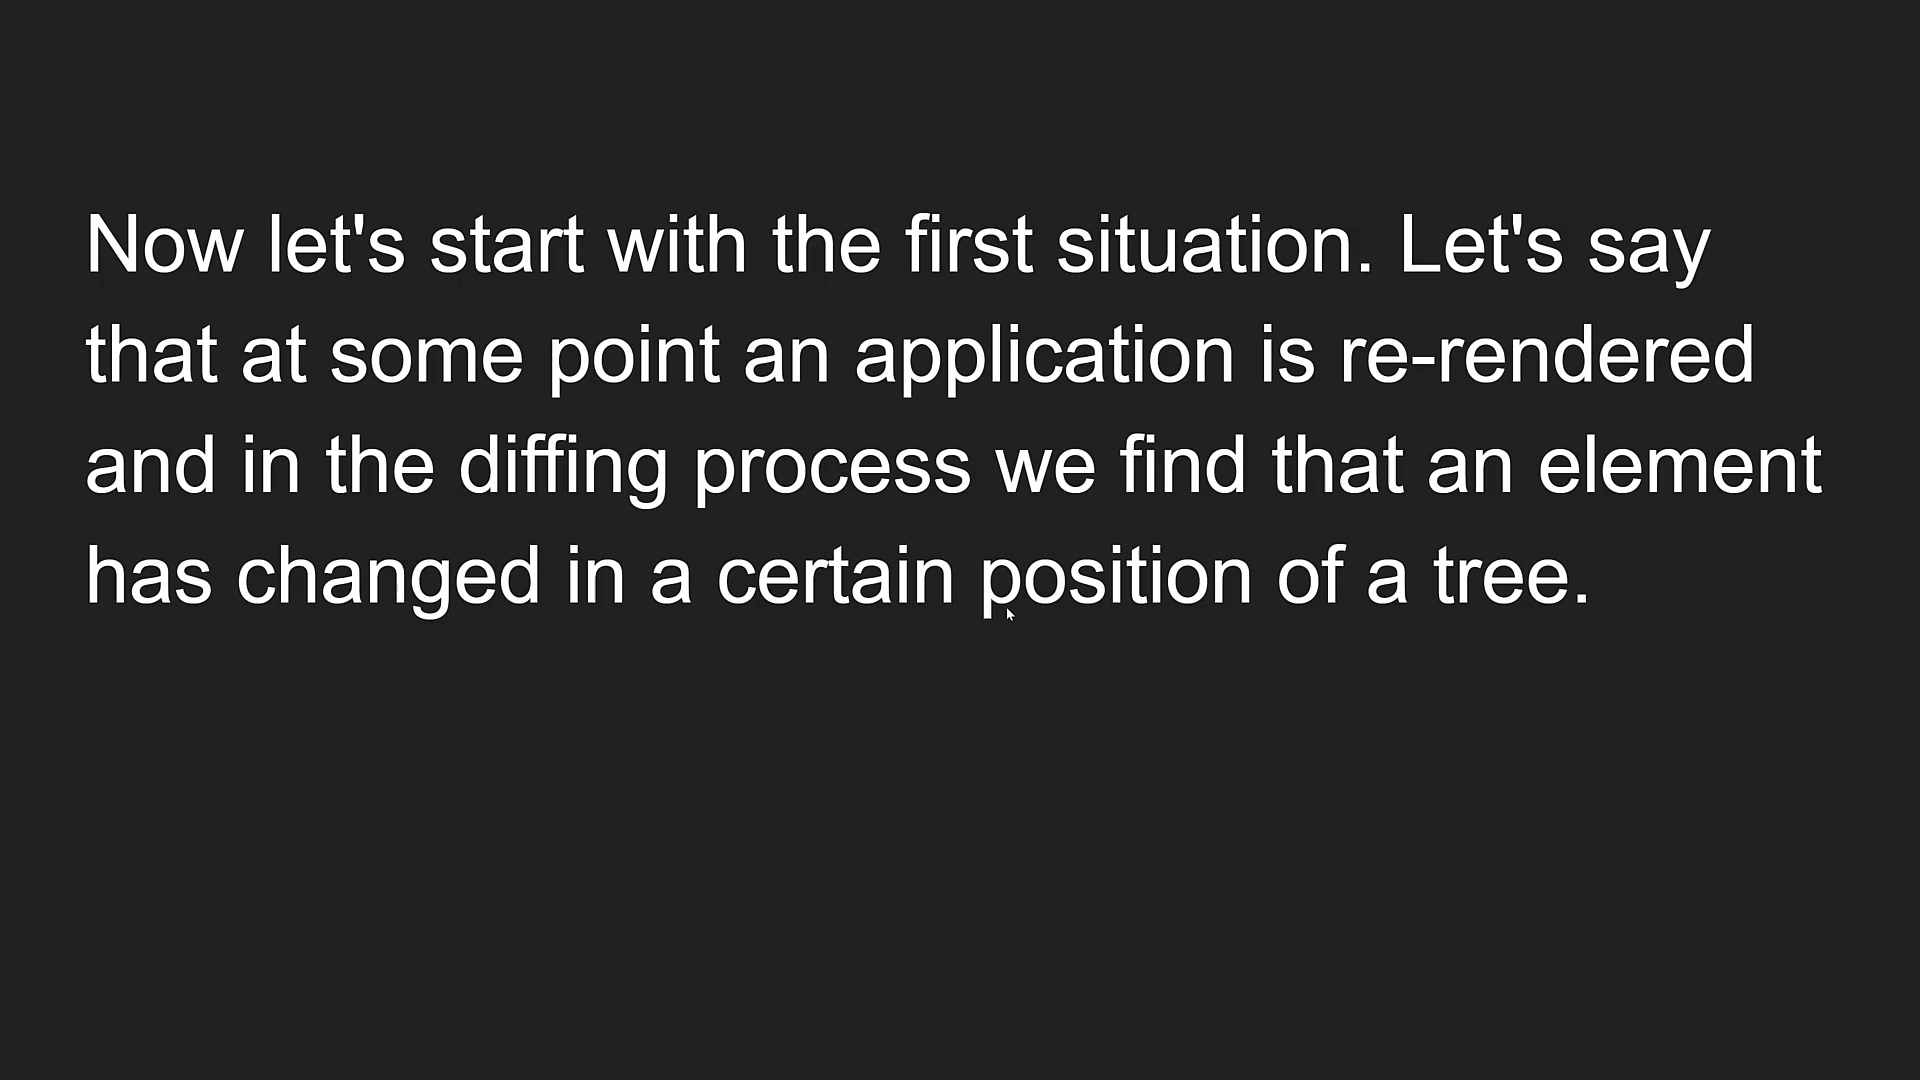 Now let's start with the first situation. Let's say
that at some point an application is re-rendered
and in the diffing process we find that an element
has changed in a certain position of a tree.